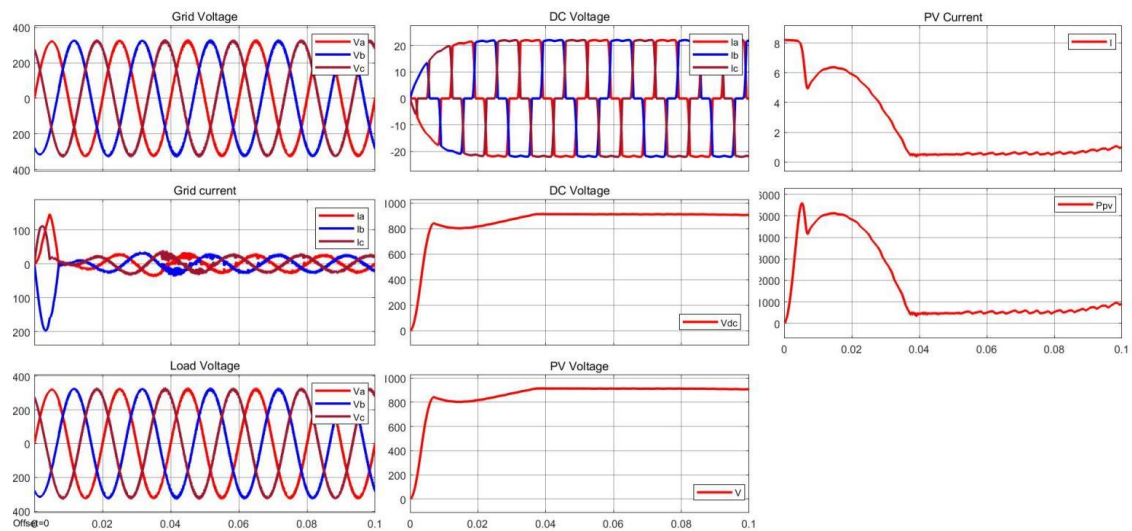 Grid Voltage
400
200
0
200
400
Va
Vb
Vc
DC Voltage
20
10
0
-10
-20
Ia
Ib
Ic
PV Current
8
6
4
2
0
I
Grid current
100
0
100
200
Ia
Ib
Ic
DC Voltage
1000
800
600
400
200
0
Vdc
5000
4000
3000
2000
1000
0
Ppv
0 0.02 0.04 0.06 0.08 0.1
Load Voltage
400
200
0
200
400
Va
Vb
Vc
0.02 0.04 0.06 0.08 0.1
Offset=0
PV Voltage
1000
800
600
400
200
0
V
0 0.02 0.04 0.06 0.08 0.1